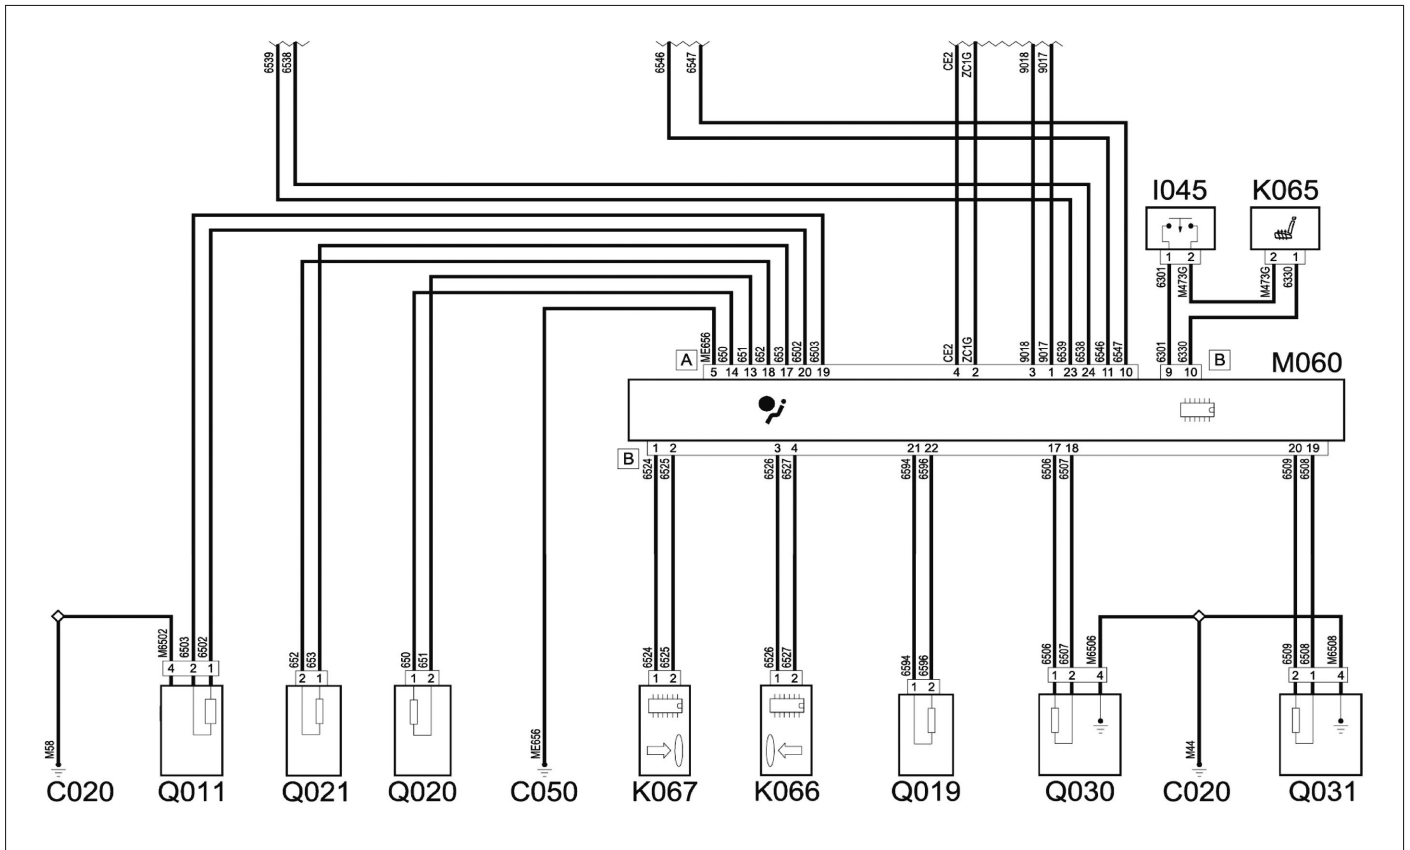 6539 6538 6546 6547 CE2 ZC1G 9018 9017
I045 K065
1 2 2 1
6301 M473G M473G 6330
ME656 650 651 652 653 6502 6503 CE2 ZC1G 9018 9017 6539 6538 6546 6547 6301 6330
A B M060
5 14 13 18 17 20 19 4 2 3 1 23 24 11 10 9 10
B 1 2 3 4 21 22 17 18 20 19
6524 6525 6526 6527 6594 6596 6506 6507 6509 6508
M6502 6503 6502 652 653 650 651 6524 6525 6526 6527 6594 6596 6506 6507 M6506 6509 6508 M6508
4 2 1 2 1 1 2 1 2 1 2 1 2 1 2 4 2 1 4
M58 ME656 M44
C020 Q011 Q021 Q020 C050 K067 K066 Q019 Q030 C020 Q031